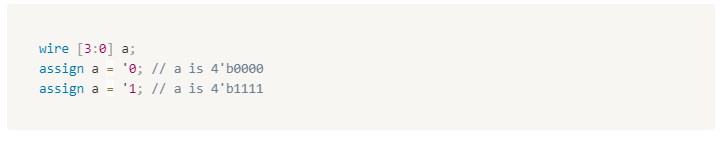 wire [3:0] a;
assign a = '0; // a is 4'b0000
assign a = '1; // a is 4'b1111